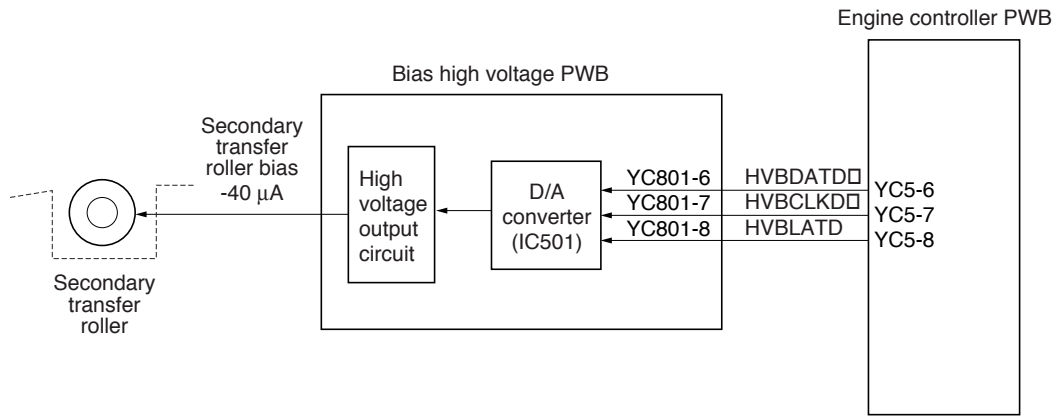 Engine controller PWB
Bias high voltage PWB
Secondary
transfer
roller bias
-40 µA
High
voltage
output
circuit
D/A
converter
(IC501)
YC801-6
HVBDATD□
YC5-6
YC801-7
HVBCLKD□
YC5-7
YC801-8
HVBLATD
YC5-8
Secondary
transfer
roller